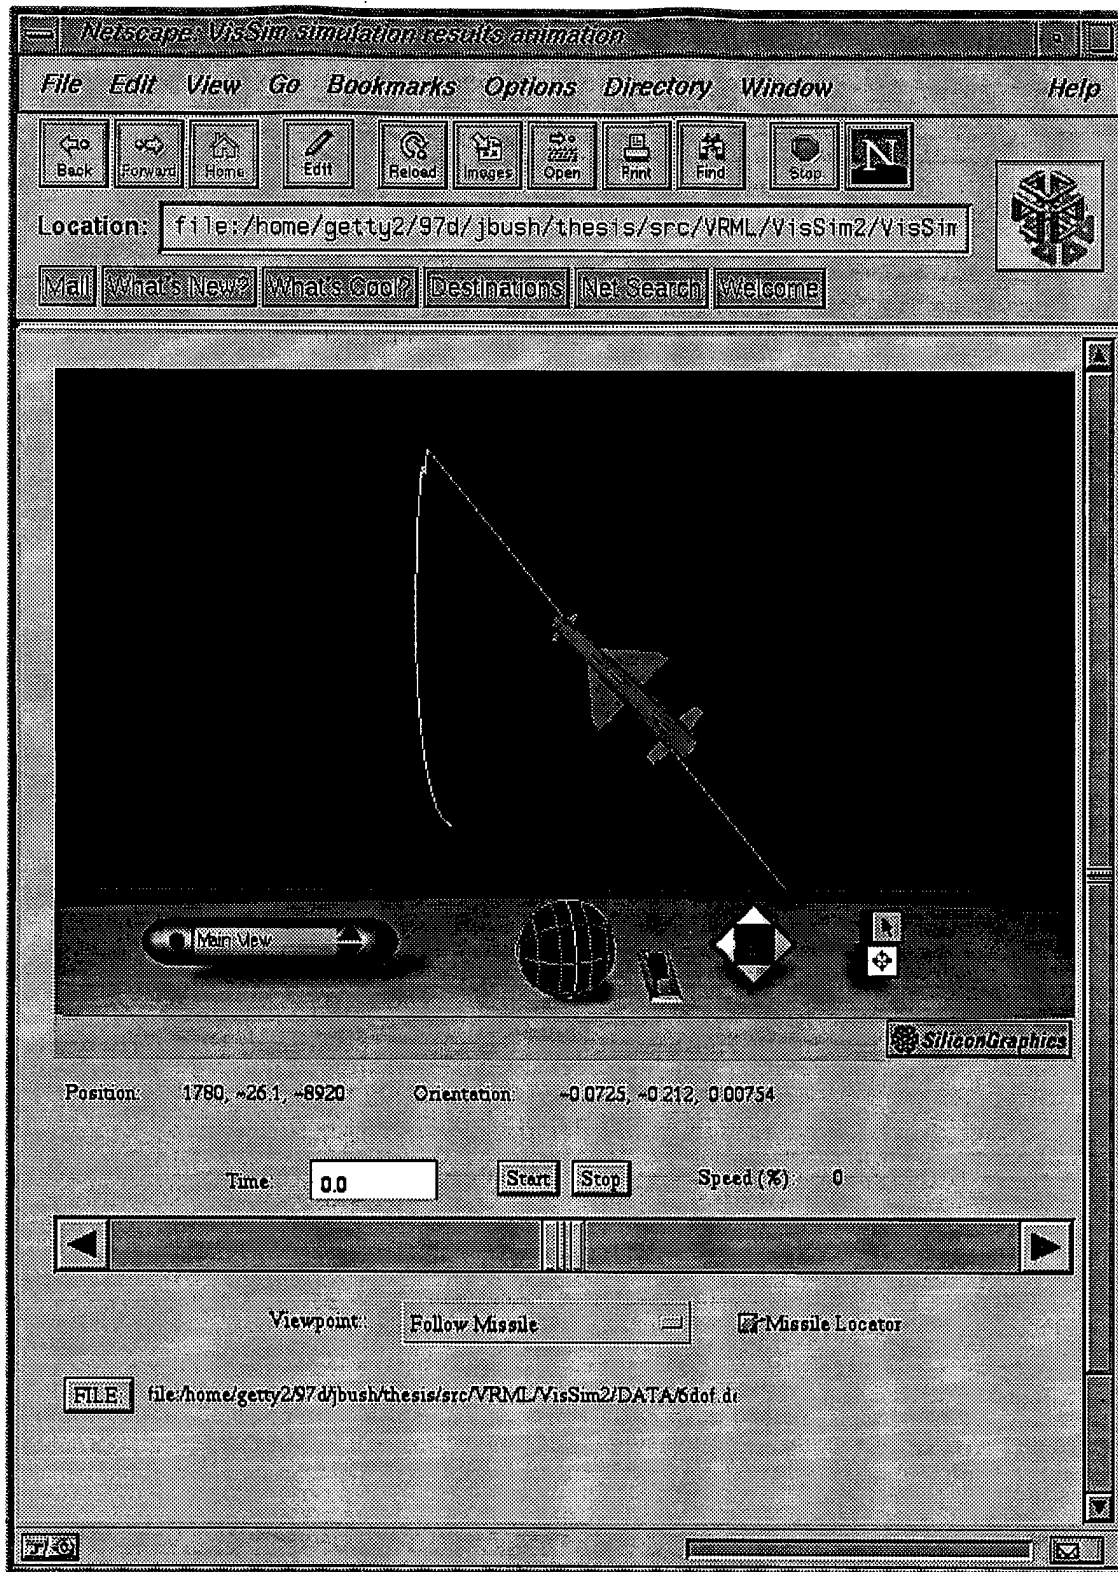 Netscape: VisSim simulation results animation
File Edit View Go Bookmarks Options Directory Window Help
Back Forward Home Edit Reload Images Open Print Find Stop N
Location: file:/home/getty2/97d/jbush/thesis/src/VRML/VisSim2/VisSim
Mail What's New? What's Cool? Destinations Net Search Welcome
Main View
SiliconGraphics
Position: 1780, ~26.1, ~8920 Orientation: ~0.0725, ~0.212, 0.00754
Time: 0.0 Start Stop Speed (%): 0
Viewpoint:: Follow Missile Missile Locator
FILE: file:/home/getty2/97d/jbush/thesis/src/VRML/VisSim2/DATA/6dof.da